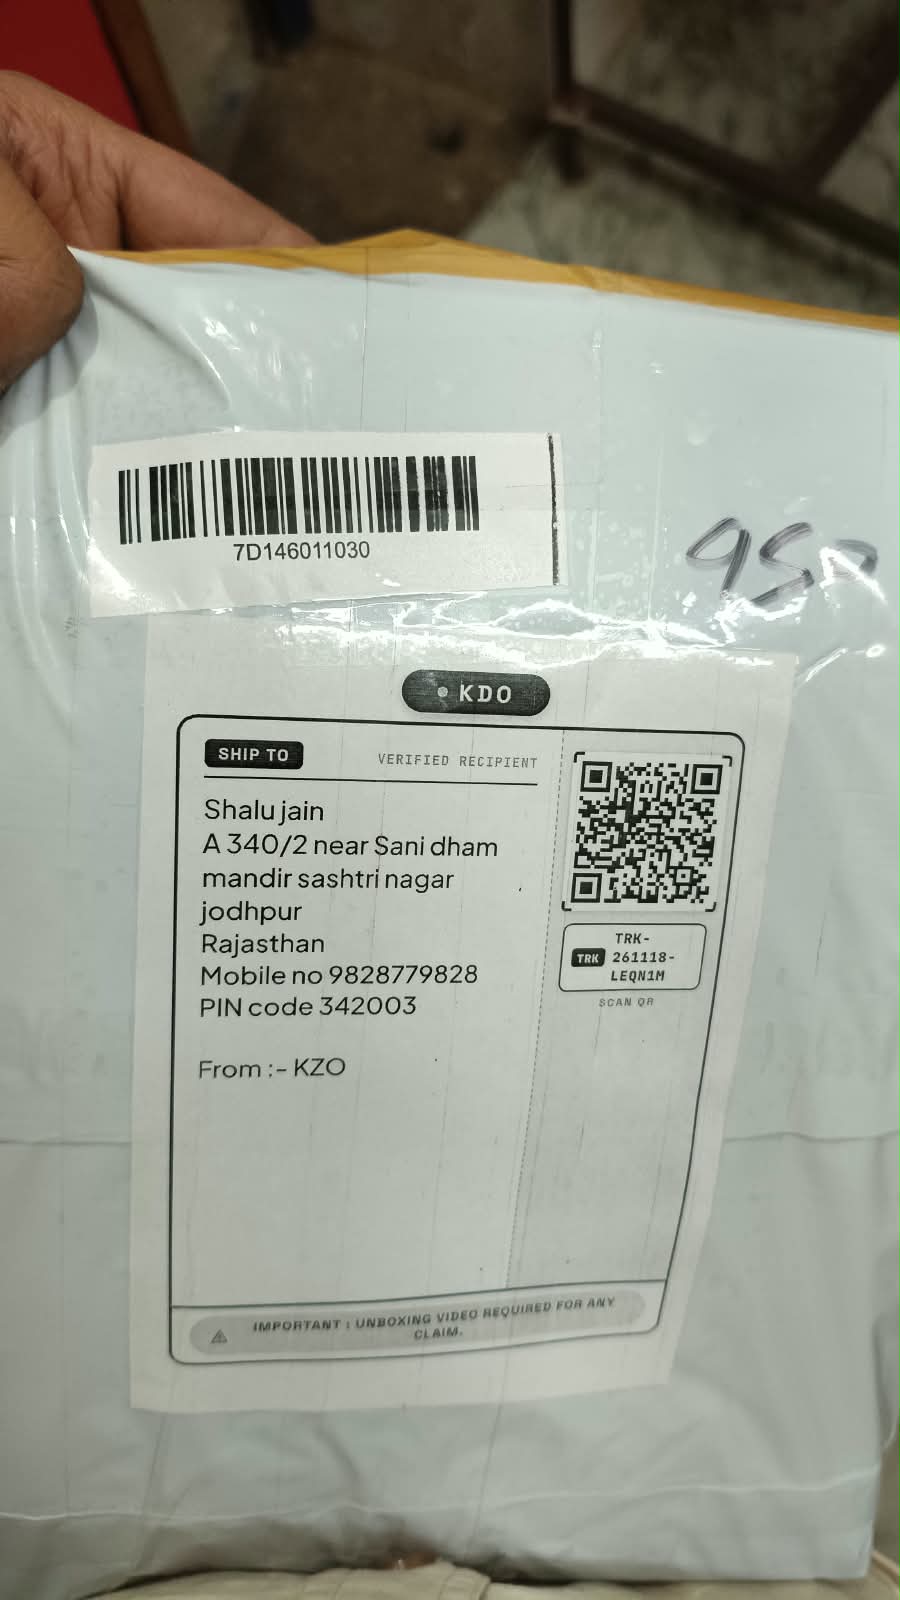 7D146011030
950
KDO
SHIP TO
VERIFIED RECIPIENT
Shalu jain
A 340/2 near Sani dham
mandir sashtri nagar
jodhpur
Rajasthan
Mobile no 9828779828
PIN code 342003
From :- KZO
TRK
TRK-
261118-
LEQN1M
SCAN QR
IMPORTANT : UNBOXING VIDEO REQUIRED FOR ANY
CLAIM.